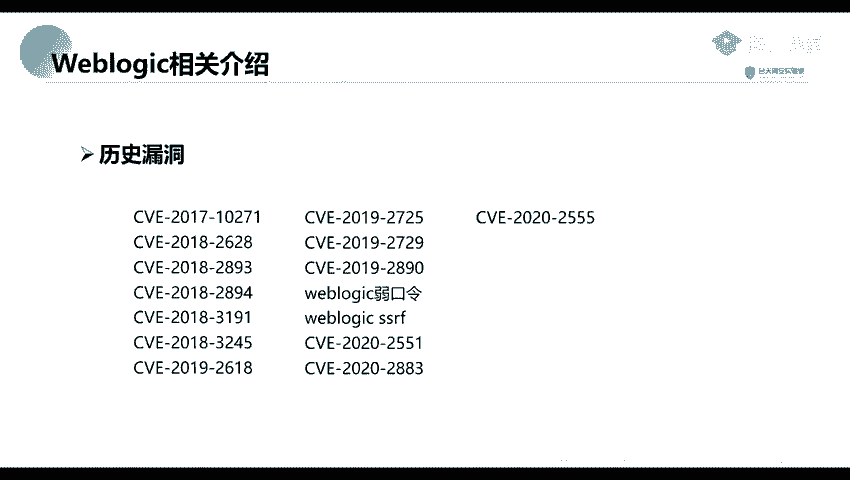 Weblogic相关介绍
➢ 历史漏洞
CVE-2017-10271
CVE-2018-2628
CVE-2018-2893
CVE-2018-2894
CVE-2018-3191
CVE-2018-3245
CVE-2019-2618
CVE-2019-2725
CVE-2019-2729
CVE-2019-2890
weblogic弱口令
weblogic ssrf
CVE-2020-2551
CVE-2020-2883
CVE-2020-2555